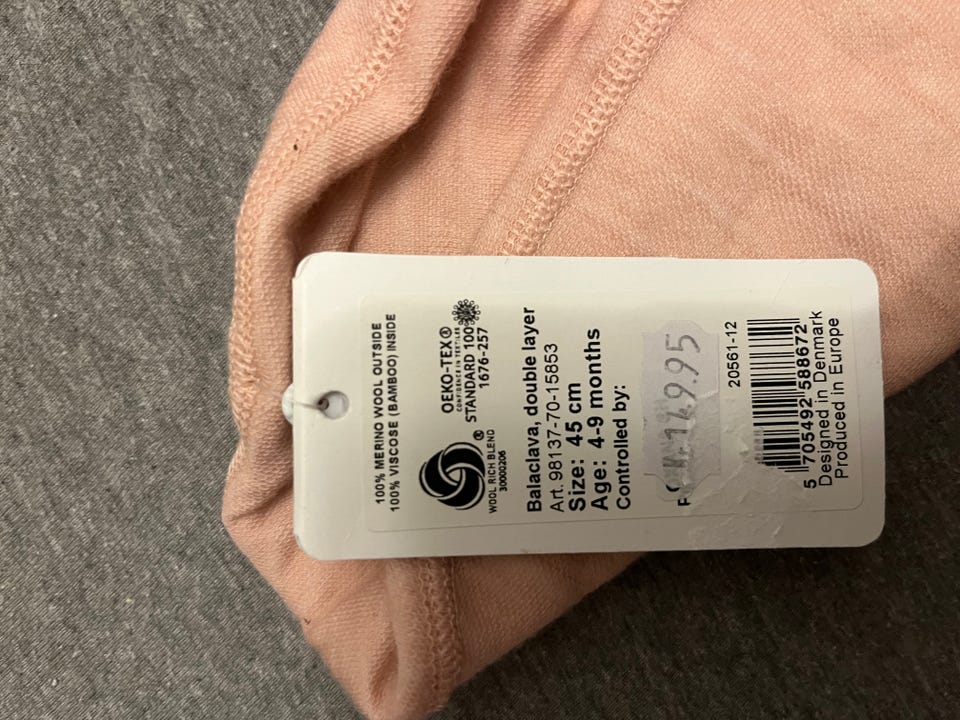 100% MERINO WOOL OUTSIDE
100% VISCOSE (BAMBOO) INSIDE
WOOL RICH BLEND
30000206
OEKO-TEX®
CONFIDENCE IN TEXTILES
STANDARD 100
1676-257
Balaclava, double layer
Art. 98137-70-15853
Size: 45 cm
Age: 4-9 months
Controlled by:
169.95
20561-12
5 705492 588672
Designed in Denmark
Produced in Europe